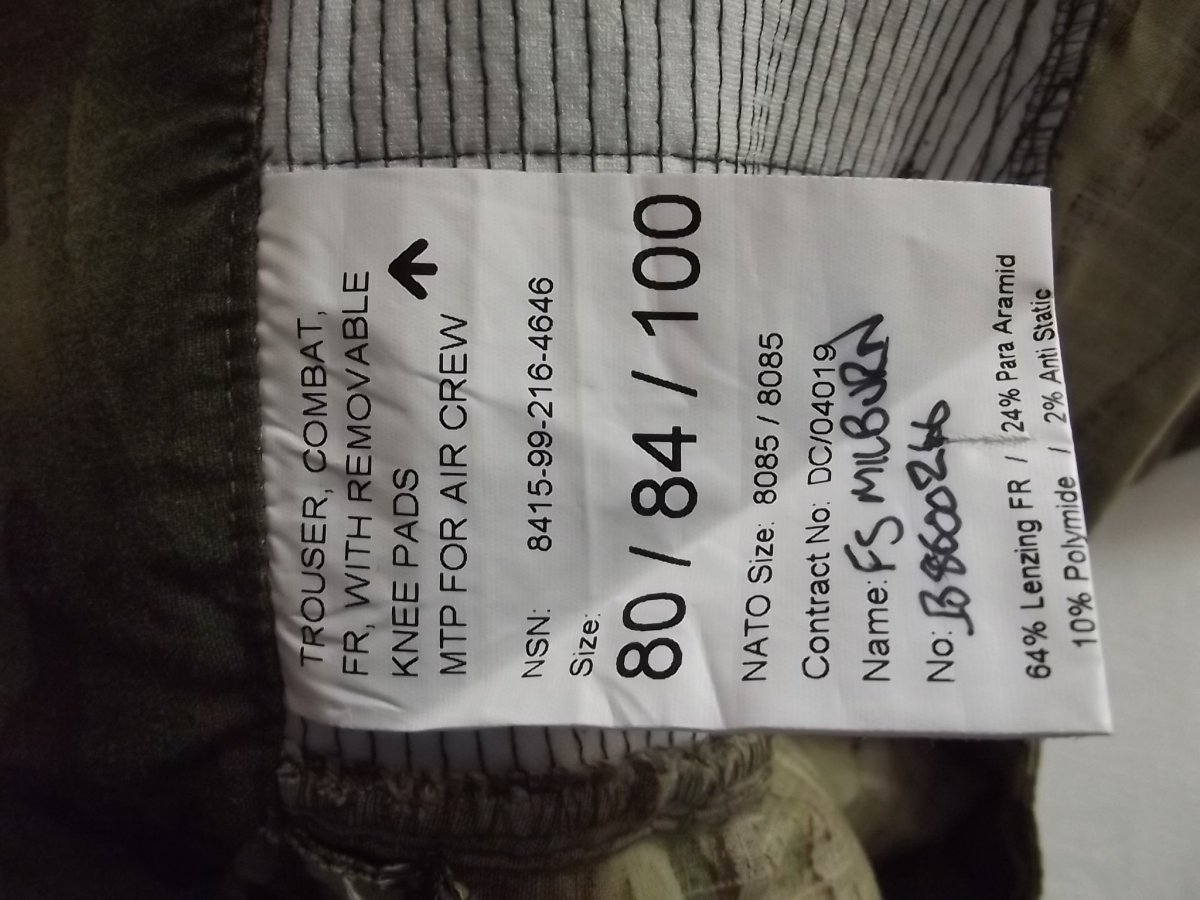 TROUSER, COMBAT,
FR, WITH REMOVABLE
KNEE PADS
MTP FOR AIR CREW
NSN: 8415-99-216-4646
Size:
80 / 84 / 100
NATO Size: 8085 / 8085
Contract No: DC/04019
Name: FS MILBURN
No:
64% Lenzing FR / 24% Para Aramid
10% Polymide / 2% Anti Static